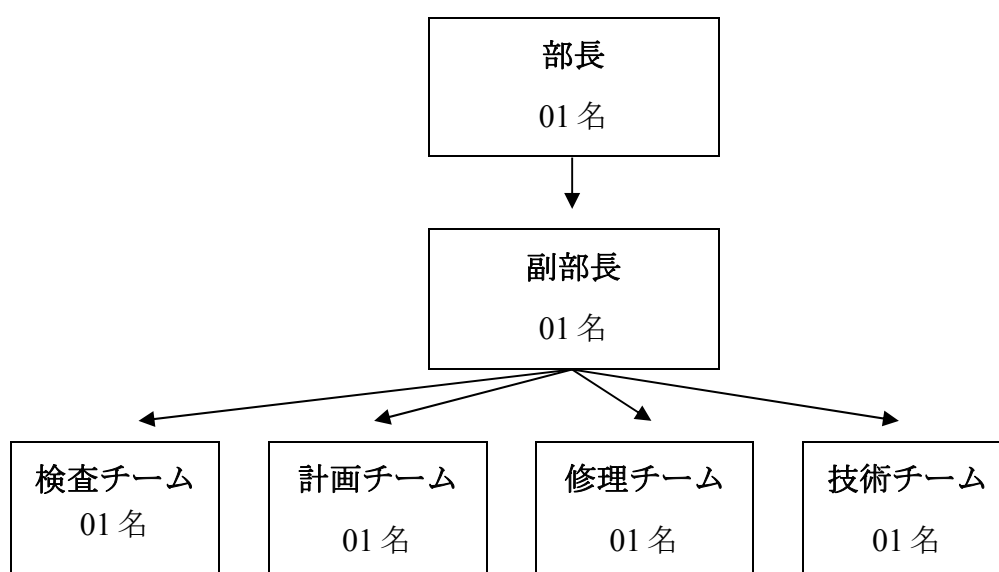 部長
01 名
副部長
01 名
検査チーム
01 名
計画チーム
01 名
修理チーム
01 名
技術チーム
01 名